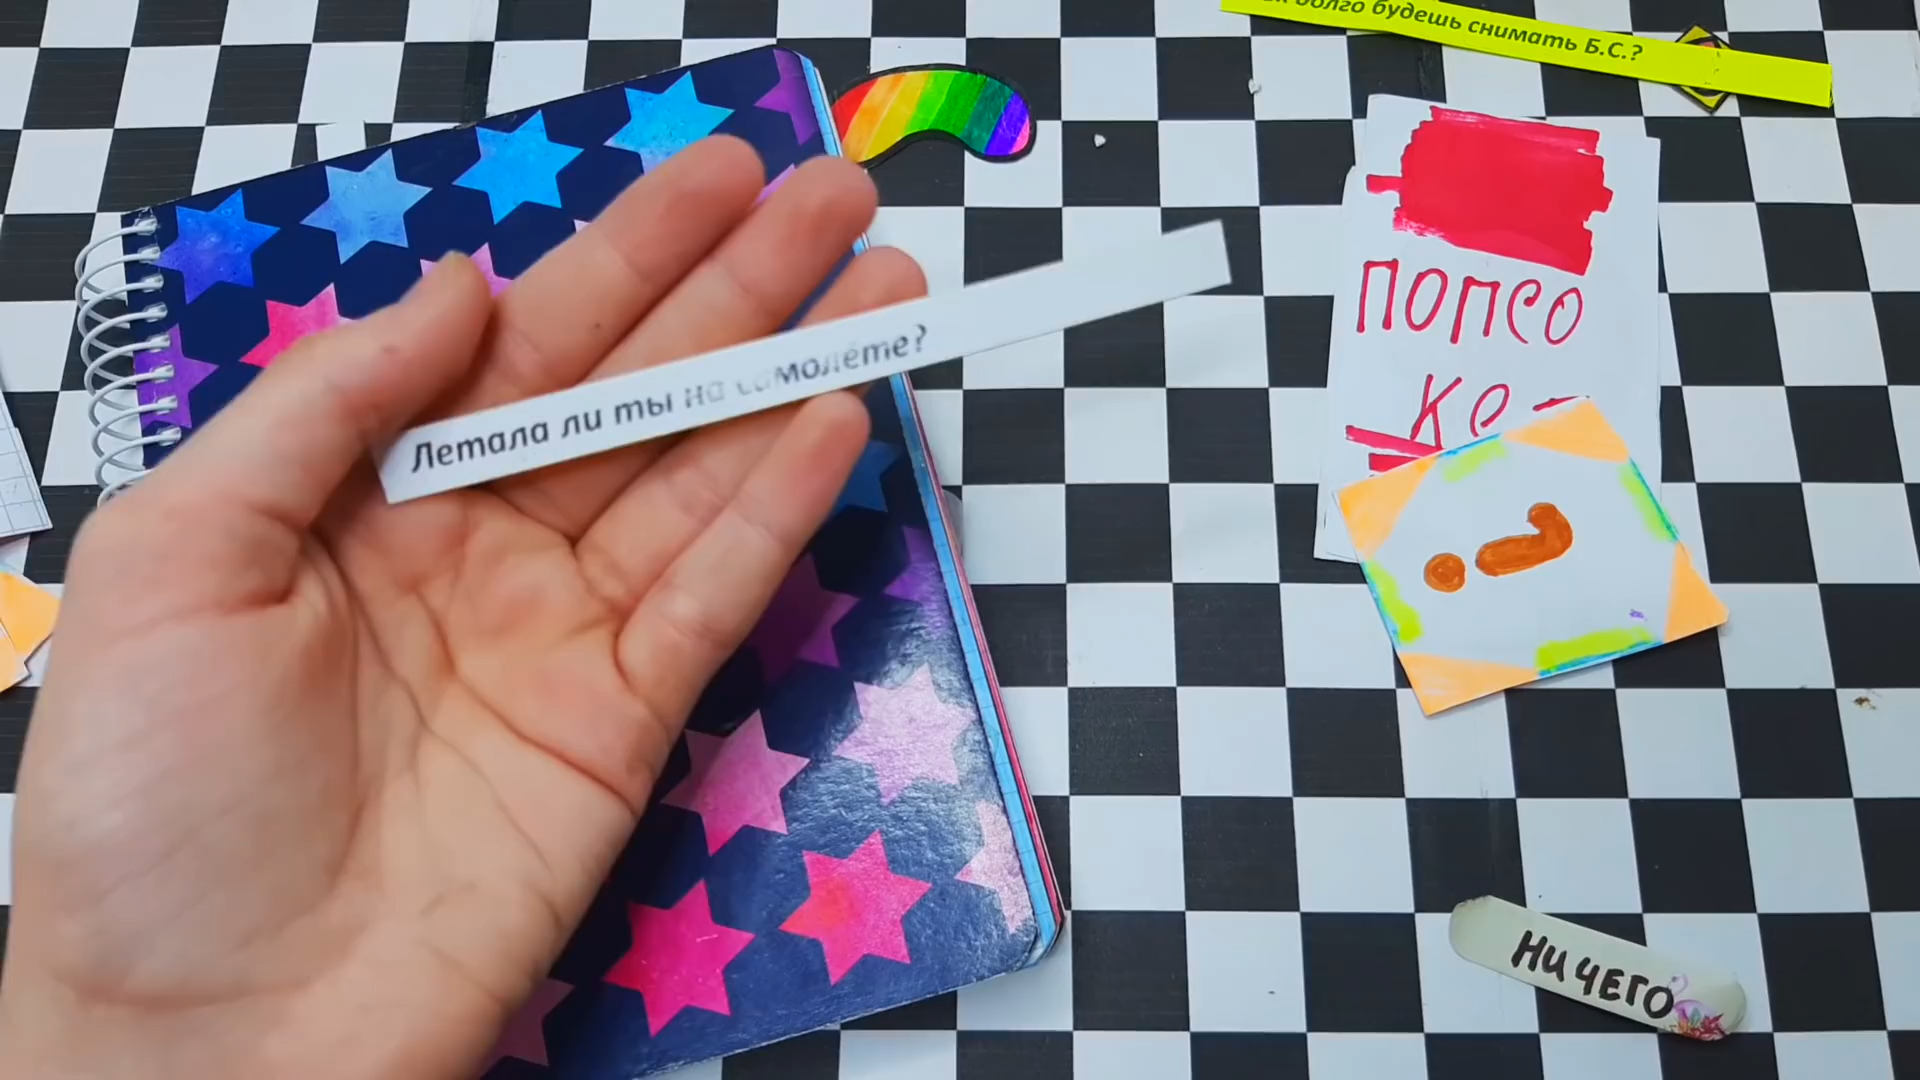 долго будешь снимать Б.С.?
Летала ли ты на самолёте?
ПОПСО
НИЧЕГО